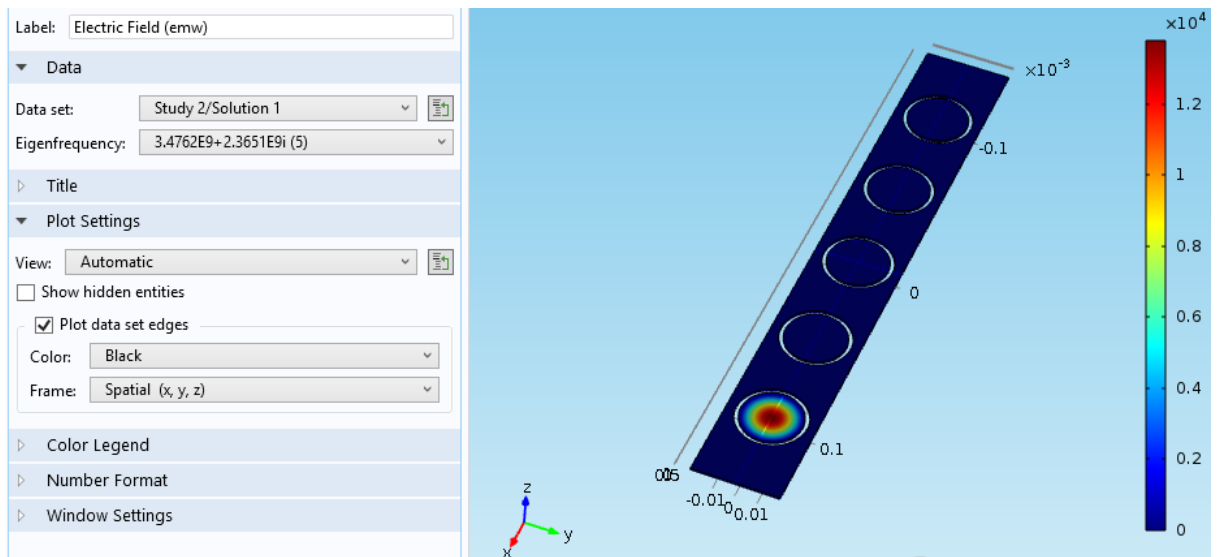 Label: Electric Field (emw)
Data
Data set: Study 2/Solution 1
Eigenfrequency: 3.4762E9+2.3651E9i (5)
Title
Plot Settings
View: Automatic
Show hidden entities
Plot data set edges
Color: Black
Frame: Spatial (x, y, z)
Color Legend
Number Format
Window Settings
×10⁻³
-0.1
0
0.1
-0.01
0
0.01
z
y
x
×10⁴
1.2
1
0.8
0.6
0.4
0.2
0